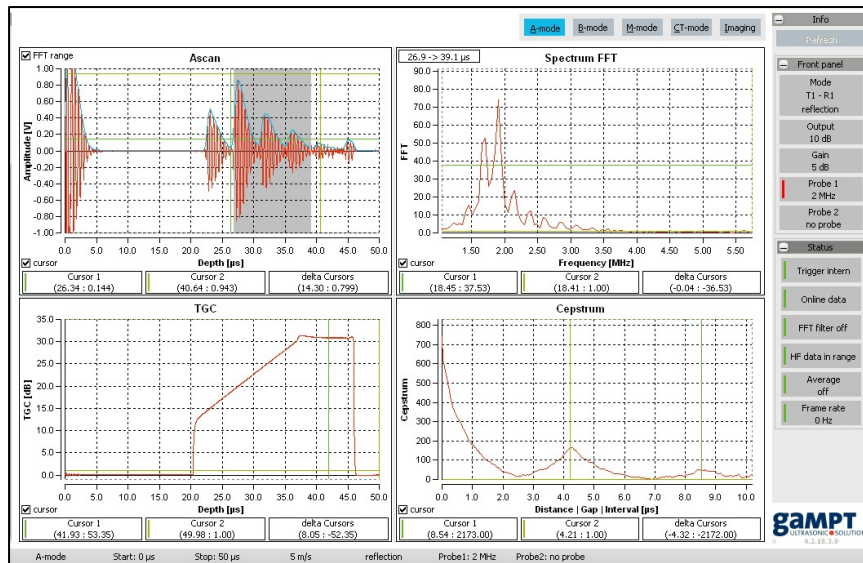 A-mode
B-mode
M-mode
CT-mode
Imaging
FFT range
Ascan
1.00
0.80
0.60
0.40
0.20
0.00
-0.20
-0.40
-0.60
-0.80
-1.00
Amplitude [V]
0.0 5.0 10.0 15.0 20.0 25.0 30.0 35.0 40.0 45.0 50.0
cursor
Depth [µs]
Cursor 1
(26.34 : 0.144)
Cursor 2
(40.64 : 0.943)
delta Cursors
(14.30 : 0.799)
26.9 -> 39.1 µs
Spectrum FFT
90.0
80.0
70.0
60.0
50.0
40.0
30.0
20.0
10.0
0.0
FFT
1.50 2.00 2.50 3.00 3.50 4.00 4.50 5.00 5.50
cursor
Frequency [MHz]
Cursor 1
(18.45 : 37.53)
Cursor 2
(18.41 : 1.00)
delta Cursors
(-0.04 : -36.53)
TGC
35.0
30.0
25.0
20.0
15.0
10.0
5.0
0.0
TGC [dB]
0.0 5.0 10.0 15.0 20.0 25.0 30.0 35.0 40.0 45.0 50.0
cursor
Depth [µs]
Cursor 1
(41.93 : 53.35)
Cursor 2
(49.98 : 1.00)
delta Cursors
(8.05 : -52.35)
Cepstrum
800
700
600
500
400
300
200
100
0
Cepstrum
0.0 1.0 2.0 3.0 4.0 5.0 6.0 7.0 8.0 9.0 10.0
cursor
Distance | Gap | Interval [µs]
Cursor 1
(8.54 : 2173.00)
Cursor 2
(4.21 : 1.00)
delta Cursors
(-4.32 : -2172.00)
Info
Refresh
Front panel
Mode
T1 - R1
reflection
Output
10 dB
Gain
5 dB
Probe 1
2 MHz
Probe 2
no probe
Status
Trigger intern
Online data
FFT filter off
HF data in range
Average
off
Frame rate
0 Hz
gampt
ULTRASONIC SOLUTION
A-mode Start: 0 µs Stop: 50 µs 5 m/s reflection Probe1: 2 MHz Probe2: no probe